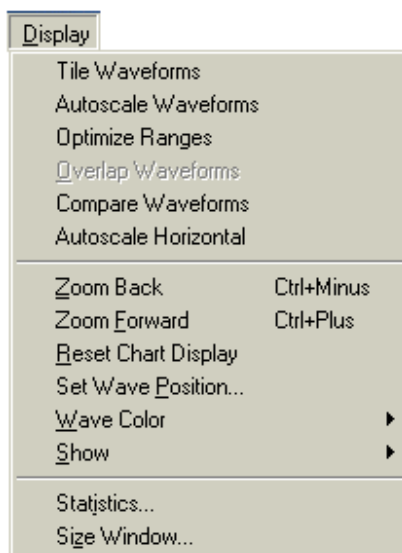 Display
Tile Waveforms
Autoscale Waveforms
Optimize Ranges
Overlap Waveforms
Compare Waveforms
Autoscale Horizontal
Zoom Back Ctrl+Minus
Zoom Forward Ctrl+Plus
Reset Chart Display
Set Wave Position...
Wave Color
Show
Statistics...
Size Window...